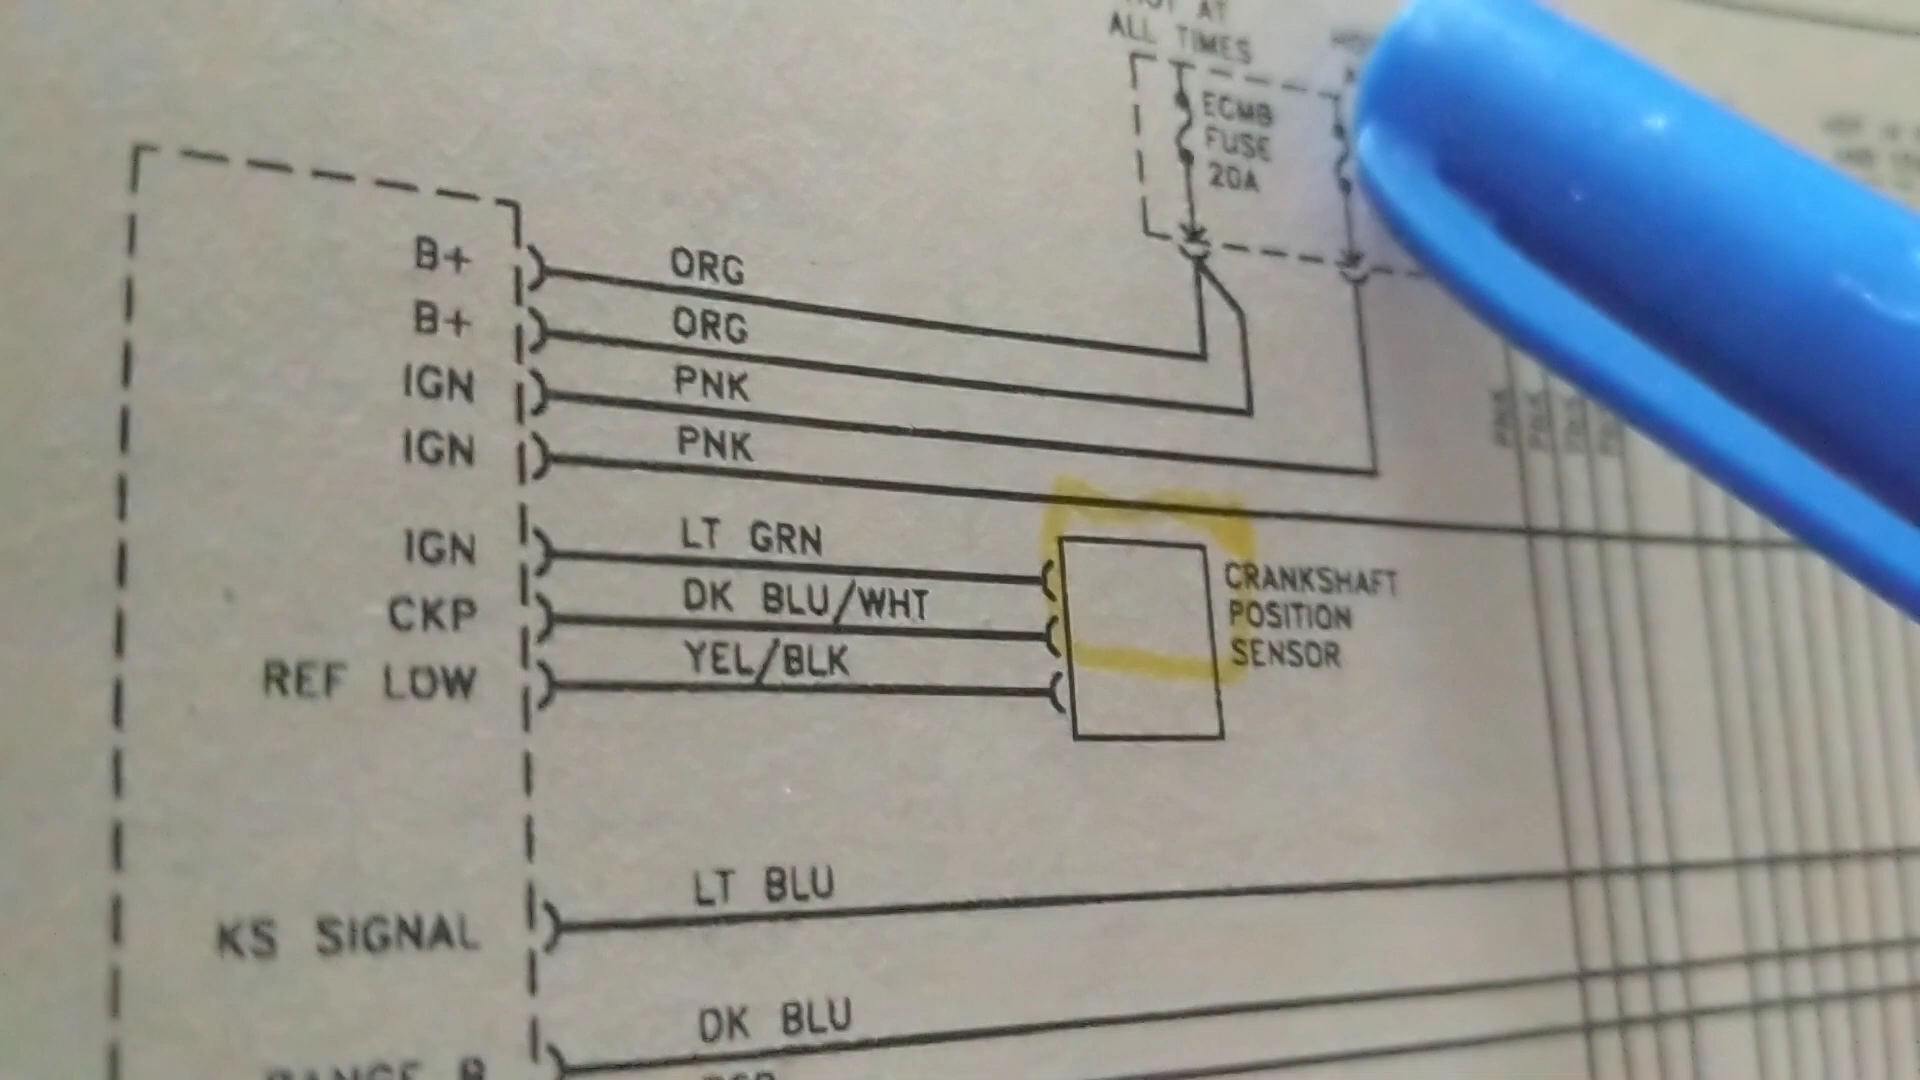 ALL TIMES
ECMB
FUSE
20A
B+ ORG
B+ ORG
IGN PNK
IGN PNK
IGN LT GRN
CKP DK BLU/WHT
REF LOW YEL/BLK
CRANKSHAFT
POSITION
SENSOR
KS SIGNAL LT BLU
DK BLU